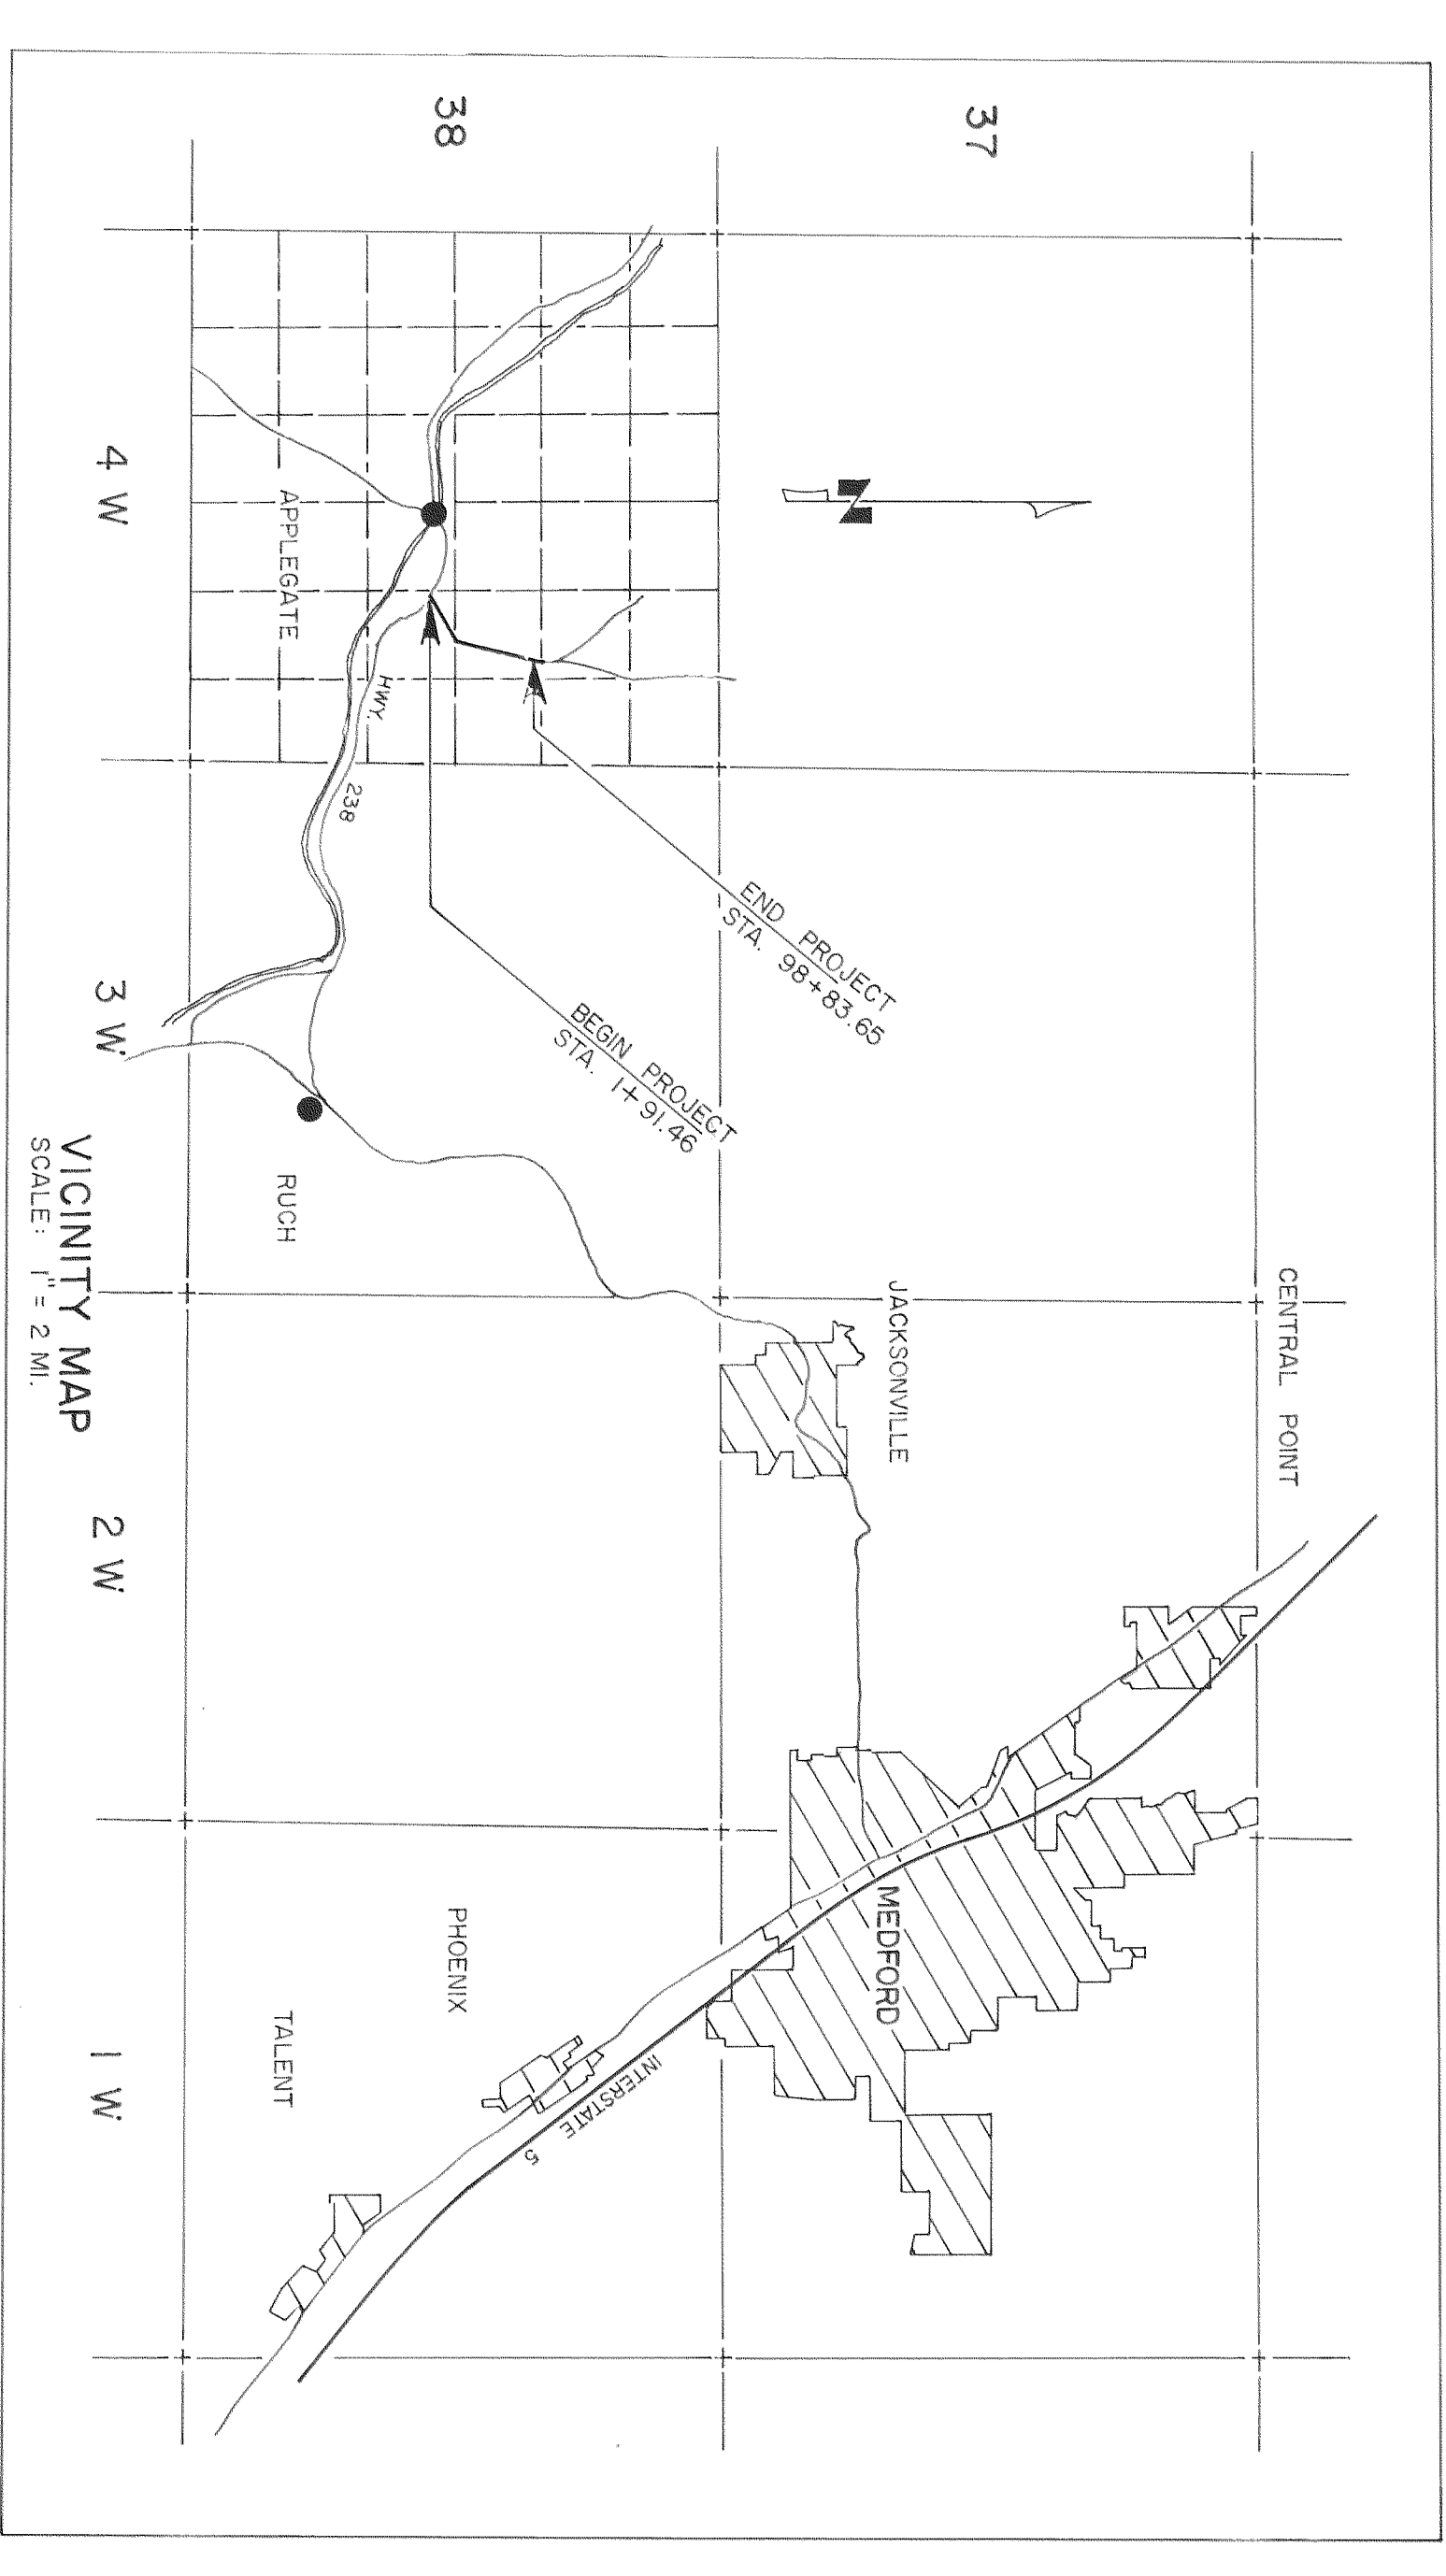 CENTRAL POINT
37
N
JACKSONVILLE
MEDFORD
END PROJECT
STA. 98+83.65
BEGIN PROJECT
STA. 1+91.46
INTERSTATE 5
38
PHOENIX
HWY.
238
APPLEGATE
RUCH
TALENT
4 W
3 W
2 W
1 W
VICINITY MAP
SCALE: 1" = 2 MI.